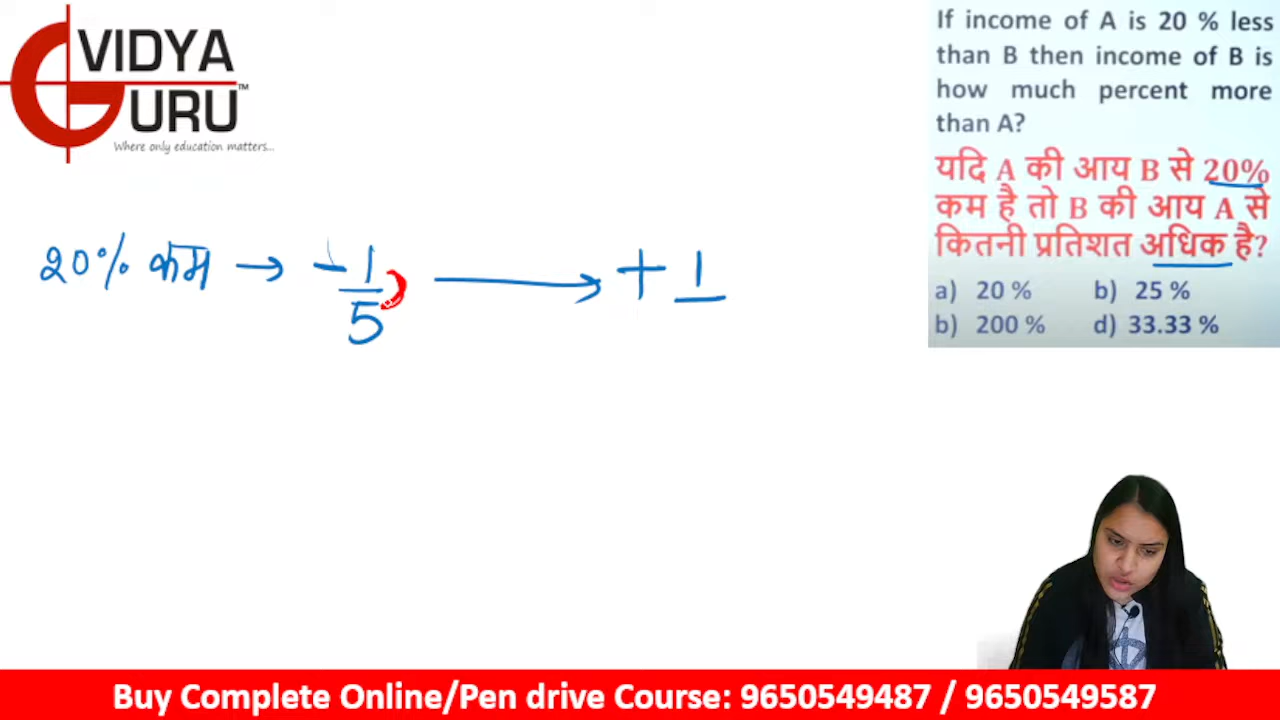 VIDYA
GURU™
Where only education matters...
If income of A is 20 % less
than B then income of B is
how much percent more
than A?
यदि A की आय B से 20%
कम है तो B की आय A से
कितनी प्रतिशत अधिक है?
a) 20 % b) 25 %
b) 200 % d) 33.33 %
20% कम → -1/5 → +1
Buy Complete Online/Pen drive Course: 9650549487 / 9650549587